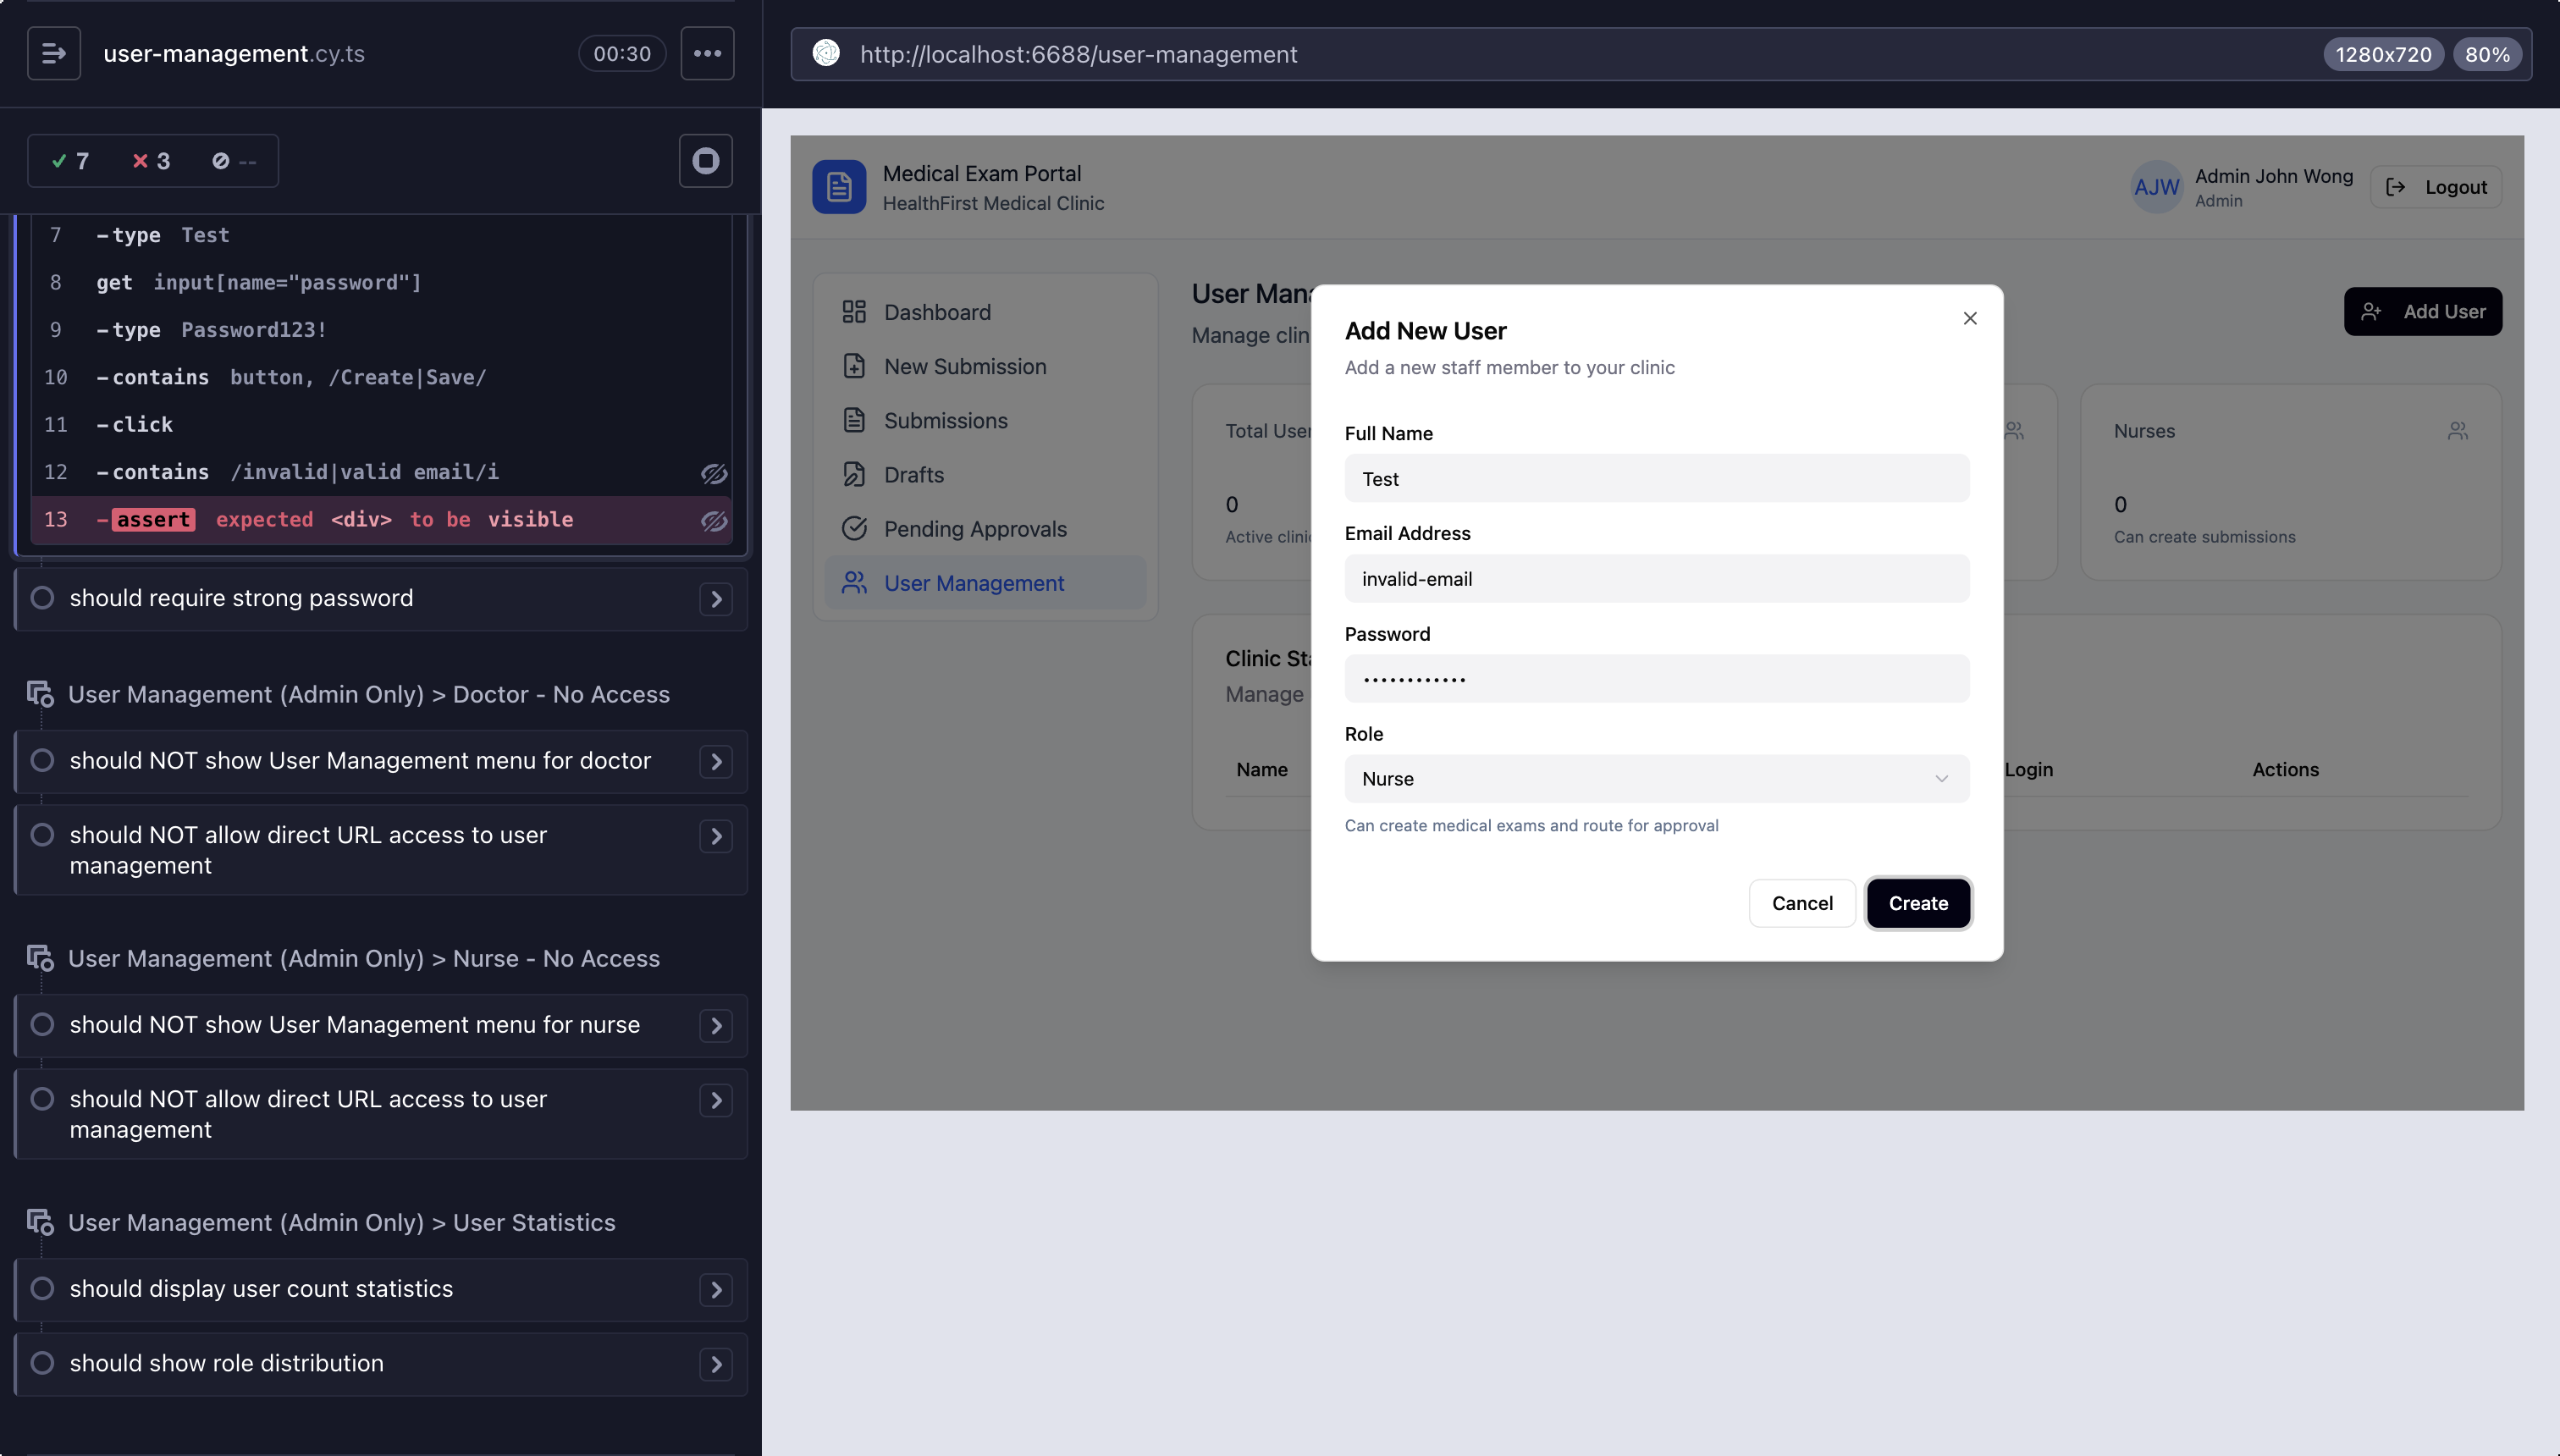 user-management.cy.ts
00:30
7 3 --
7 -type Test
8 get input[name="password"]
9 -type Password123!
10 -contains button, /Create|Save/
11 -click
12 -contains /invalid|valid email/i
13 -assert expected <div> to be visible
should require strong password
User Management (Admin Only) > Doctor - No Access
should NOT show User Management menu for doctor
should NOT allow direct URL access to user
management
User Management (Admin Only) > Nurse - No Access
should NOT show User Management menu for nurse
should NOT allow direct URL access to user
management
User Management (Admin Only) > User Statistics
should display user count statistics
should show role distribution
http://localhost:6688/user-management
1280x720 80%
Medical Exam Portal
HealthFirst Medical Clinic
AJW
Admin John Wong
Admin
Logout
Dashboard
New Submission
Submissions
Drafts
Pending Approvals
User Management
User Mana
Manage clin
Add User
Total User
0
Active clini
Nurses
0
Can create submissions
Clinic Sta
Manage
Name
Login
Actions
Add New User
Add a new staff member to your clinic
Full Name
Test
Email Address
invalid-email
Password
••••••••••••
Role
Nurse
Can create medical exams and route for approval
Cancel
Create